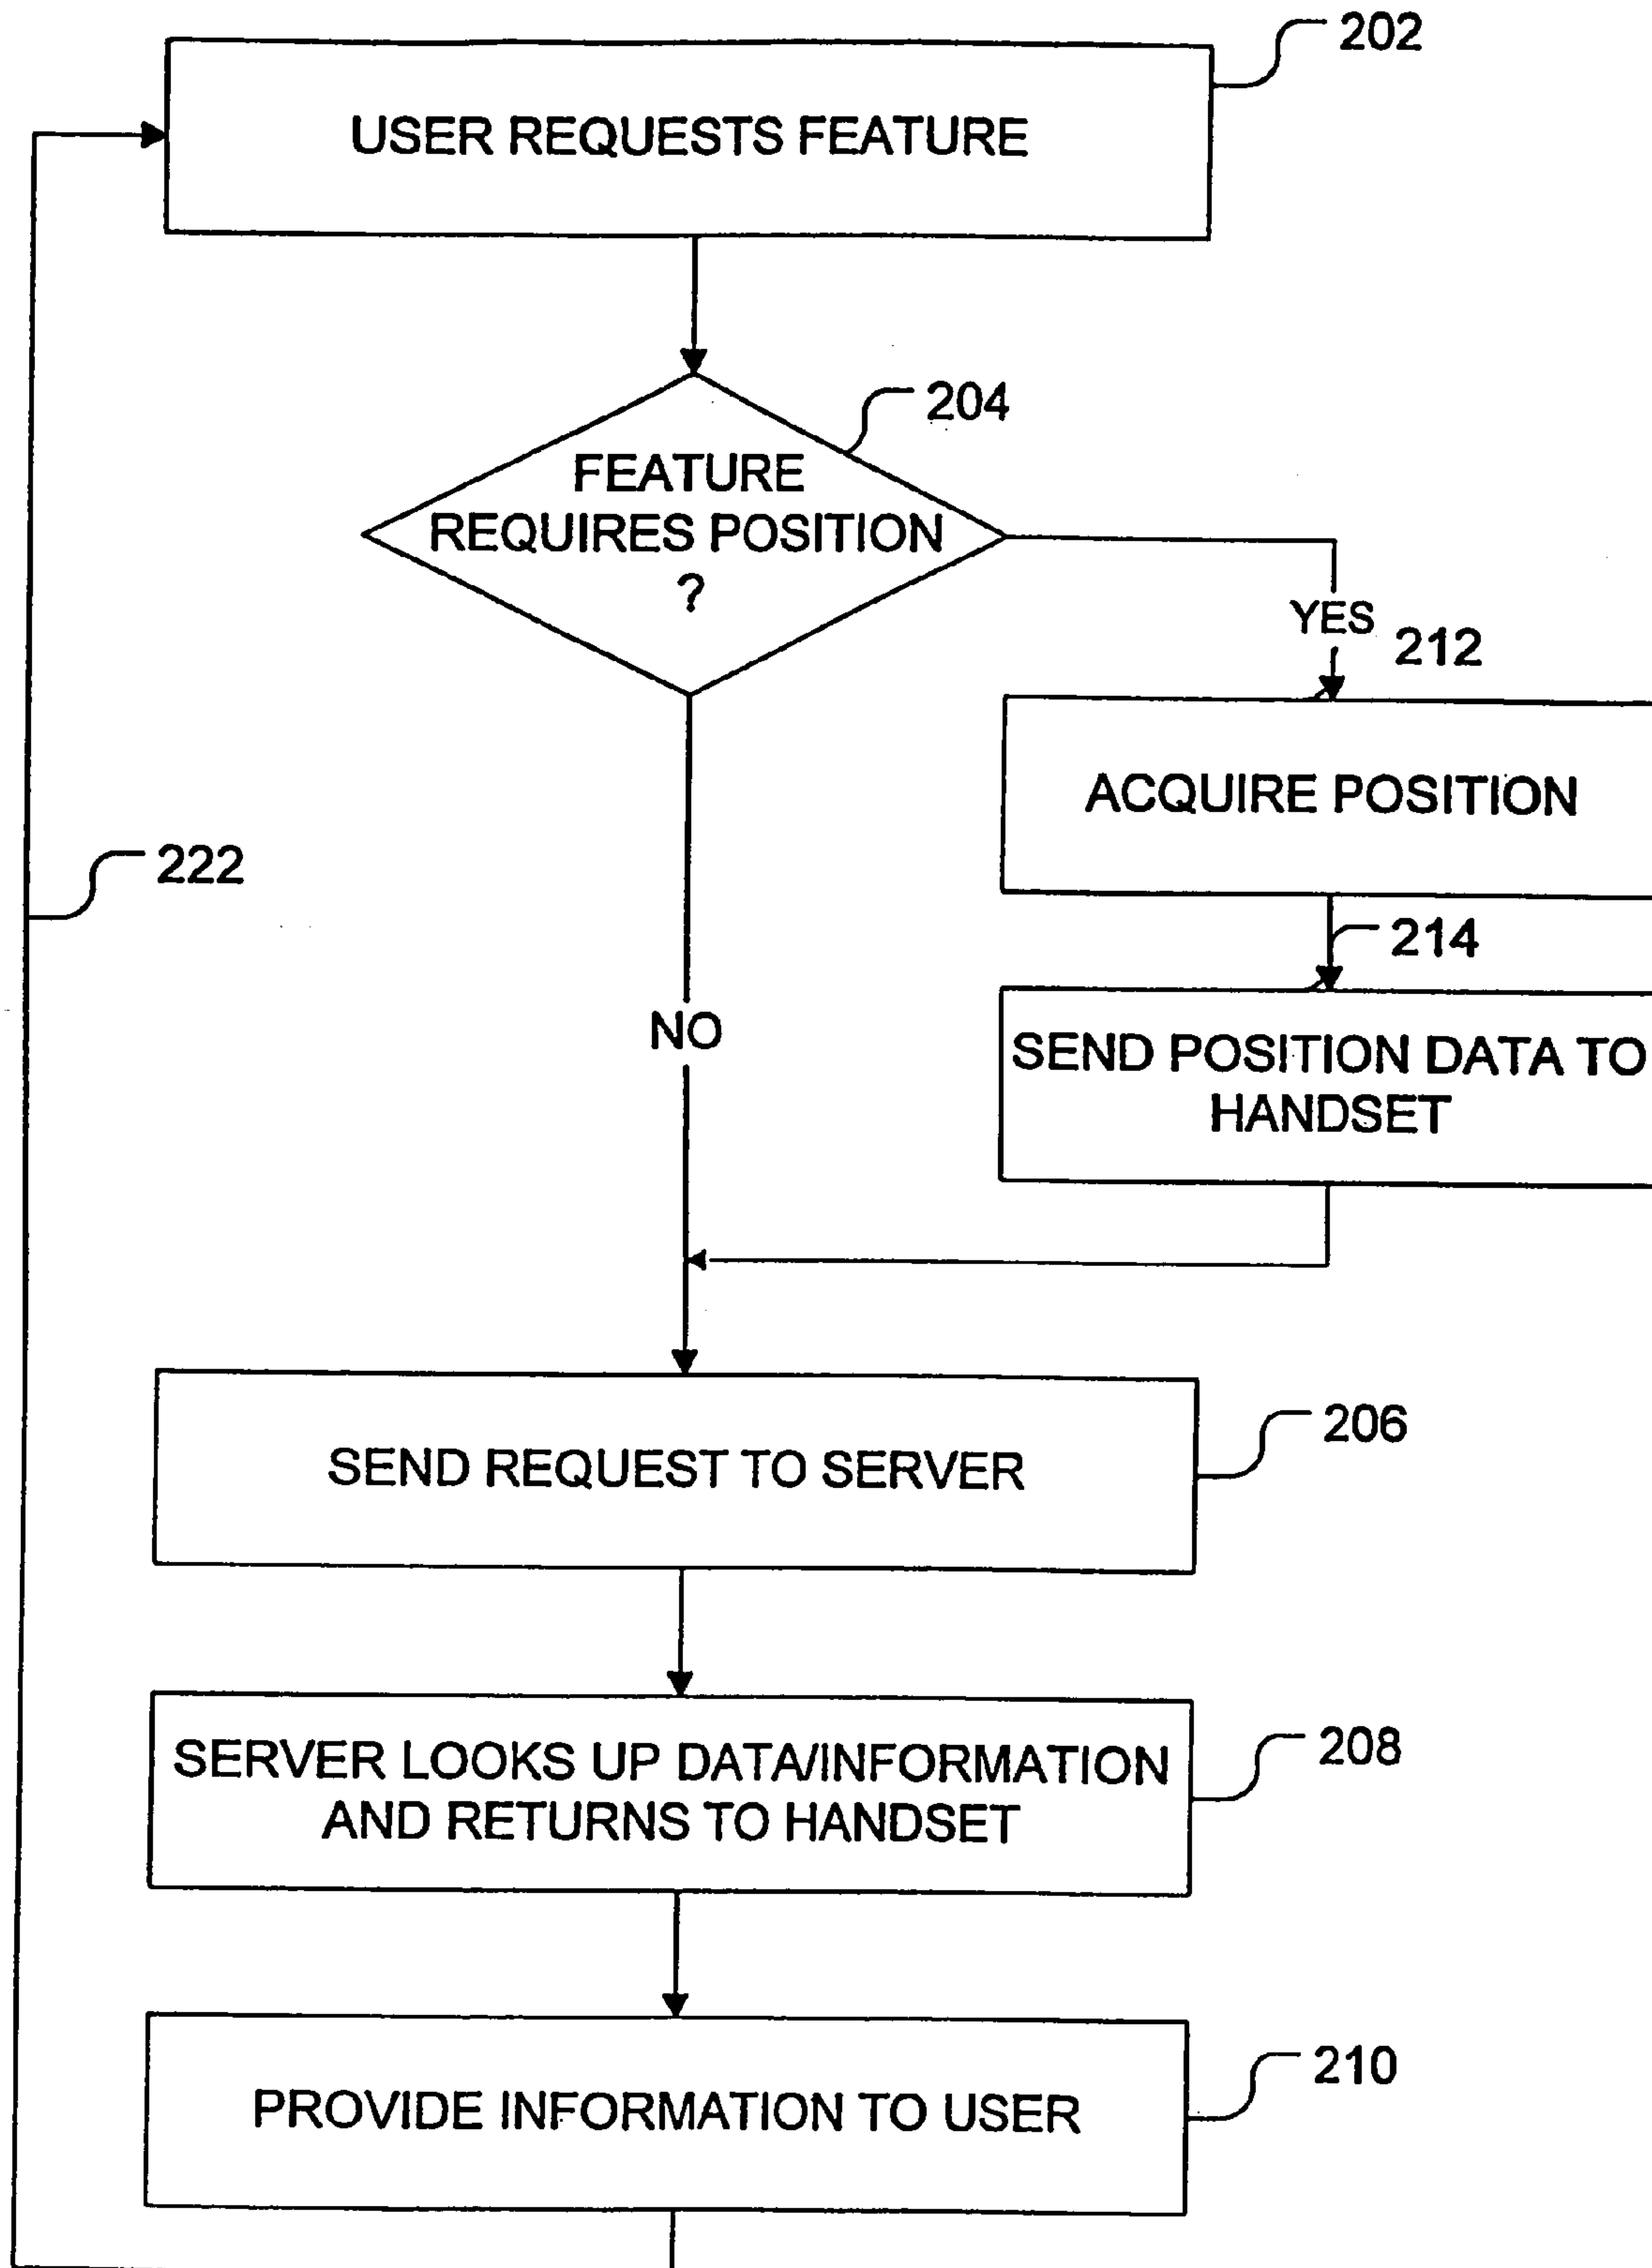 202
USER REQUESTS FEATURE
204
FEATURE
REQUIRES POSITION
?
YES
212
ACQUIRE POSITION
222
214
NO
SEND POSITION DATA TO
HANDSET
206
SEND REQUEST TO SERVER
208
SERVER LOOKS UP DATA/INFORMATION
AND RETURNS TO HANDSET
210
PROVIDE INFORMATION TO USER